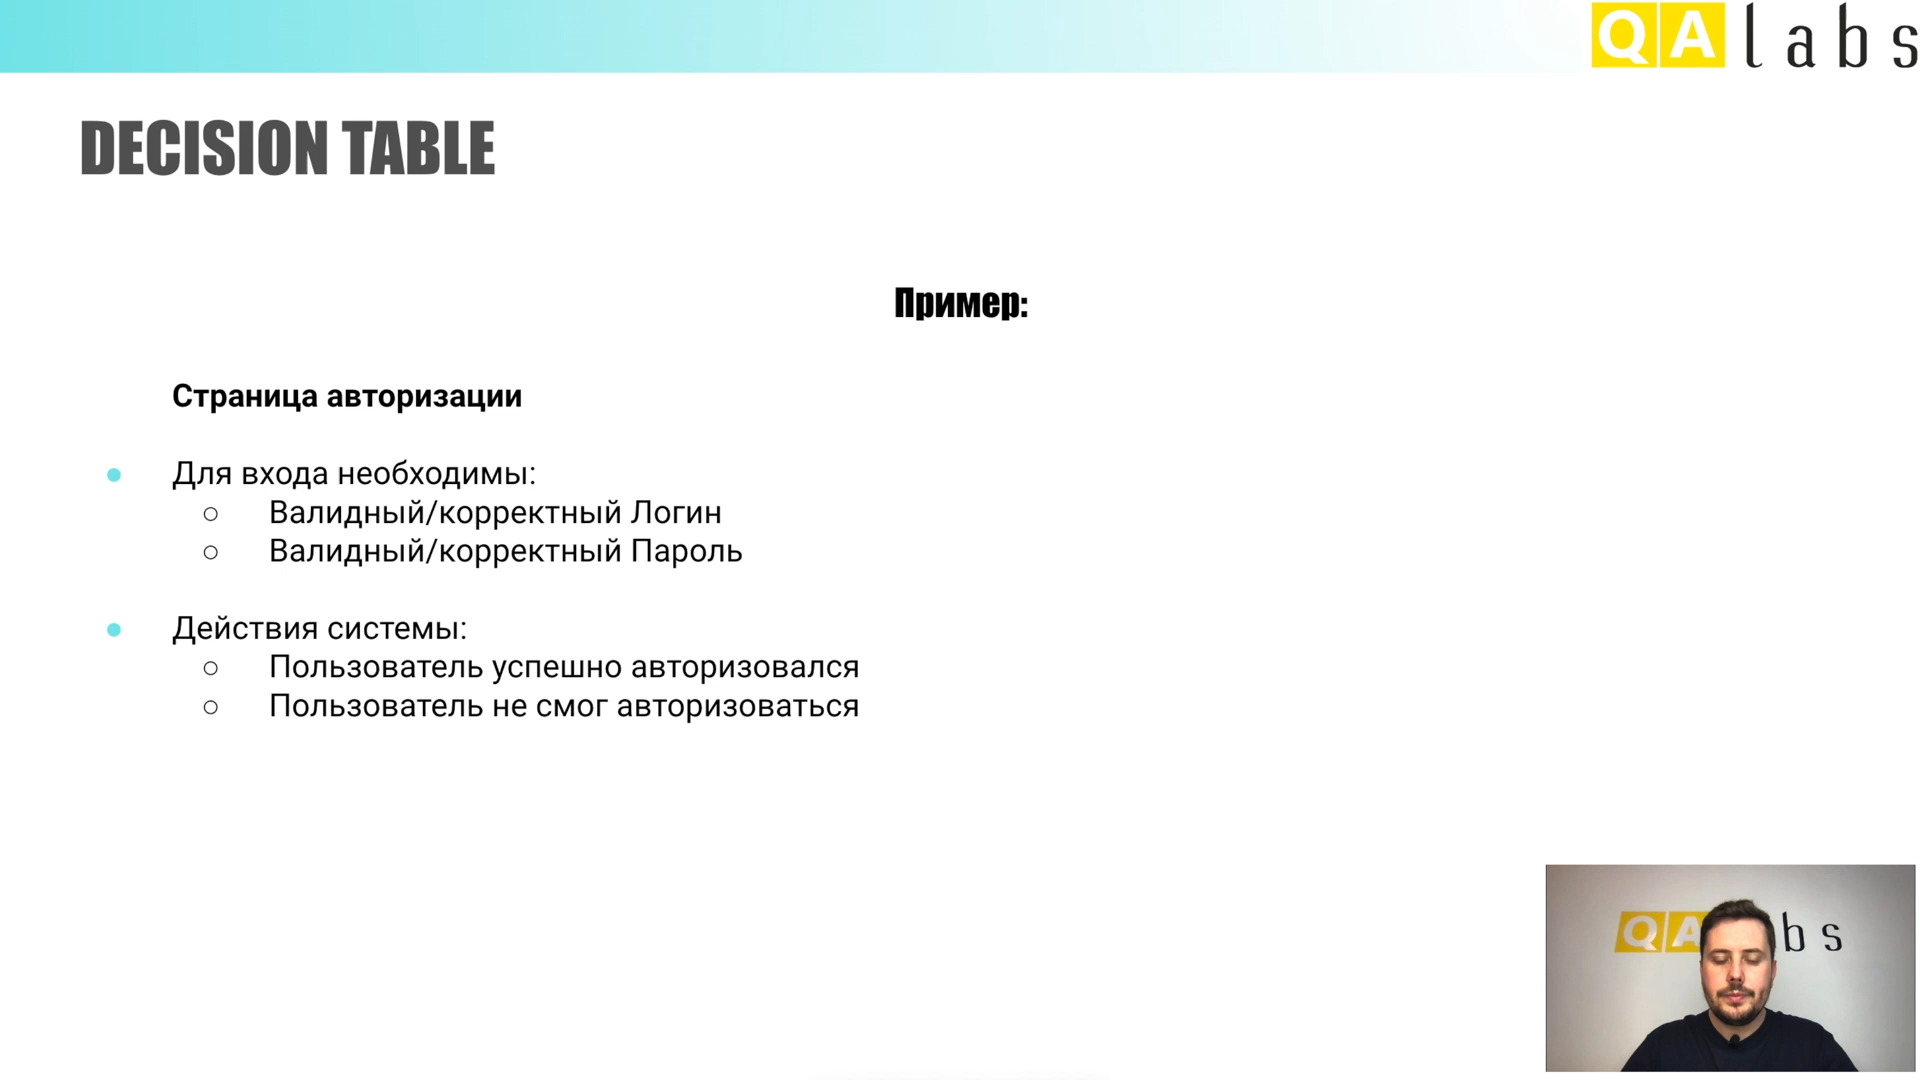 QA labs
DECISION TABLE
Пример:
Страница авторизации
Для входа необходимы:
Валидный/корректный Логин
Валидный/корректный Пароль
Действия системы:
Пользователь успешно авторизовался
Пользователь не смог авторизоваться
QA bs